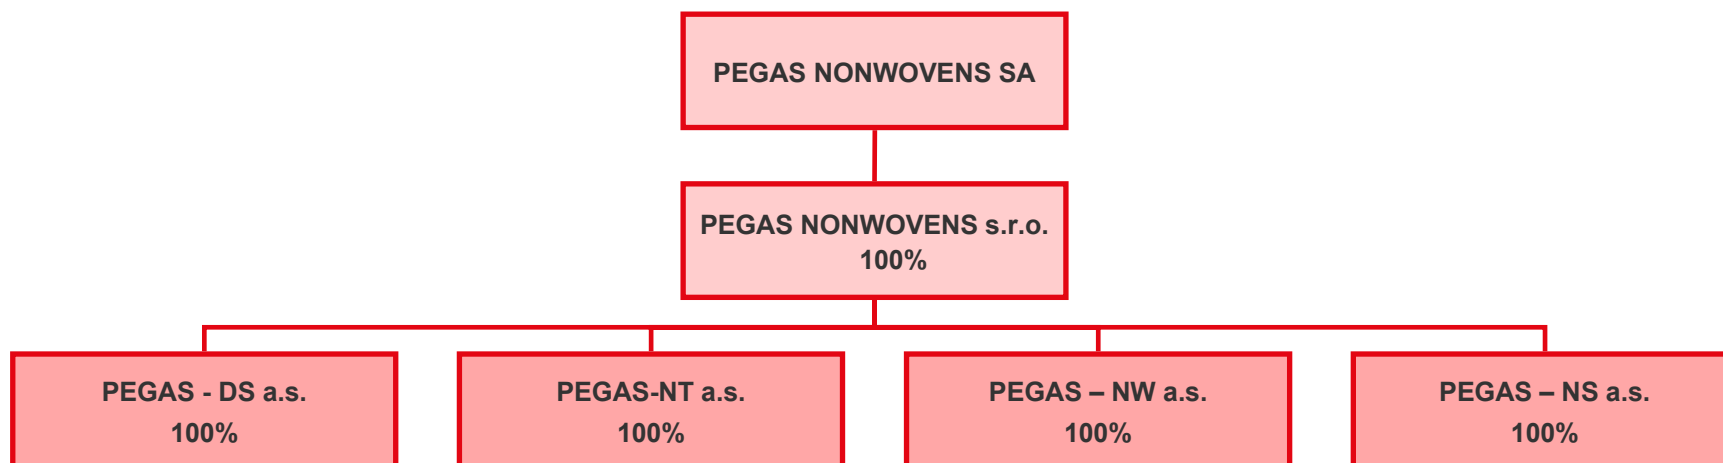 PEGAS NONWOVENS SA
PEGAS NONWOVENS s.r.o.
100%
PEGAS - DS a.s.
100%
PEGAS-NT a.s.
100%
PEGAS – NW a.s.
100%
PEGAS – NS a.s.
100%